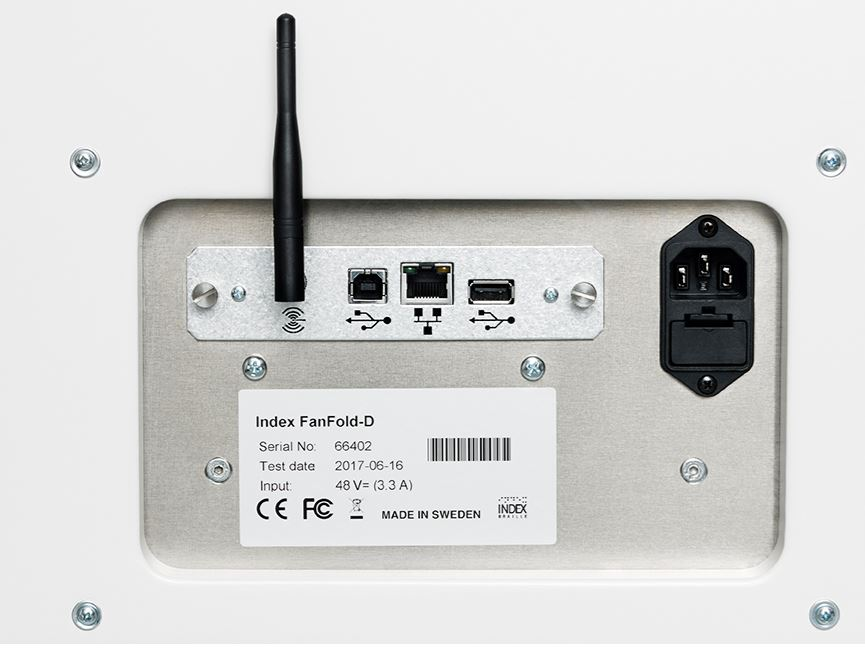 Index FanFold-D
Serial No: 66402
Test date: 2017-06-16
Input: 48 V= (3.3 A)
CE FC MADE IN SWEDEN INDEX
BRAILLE